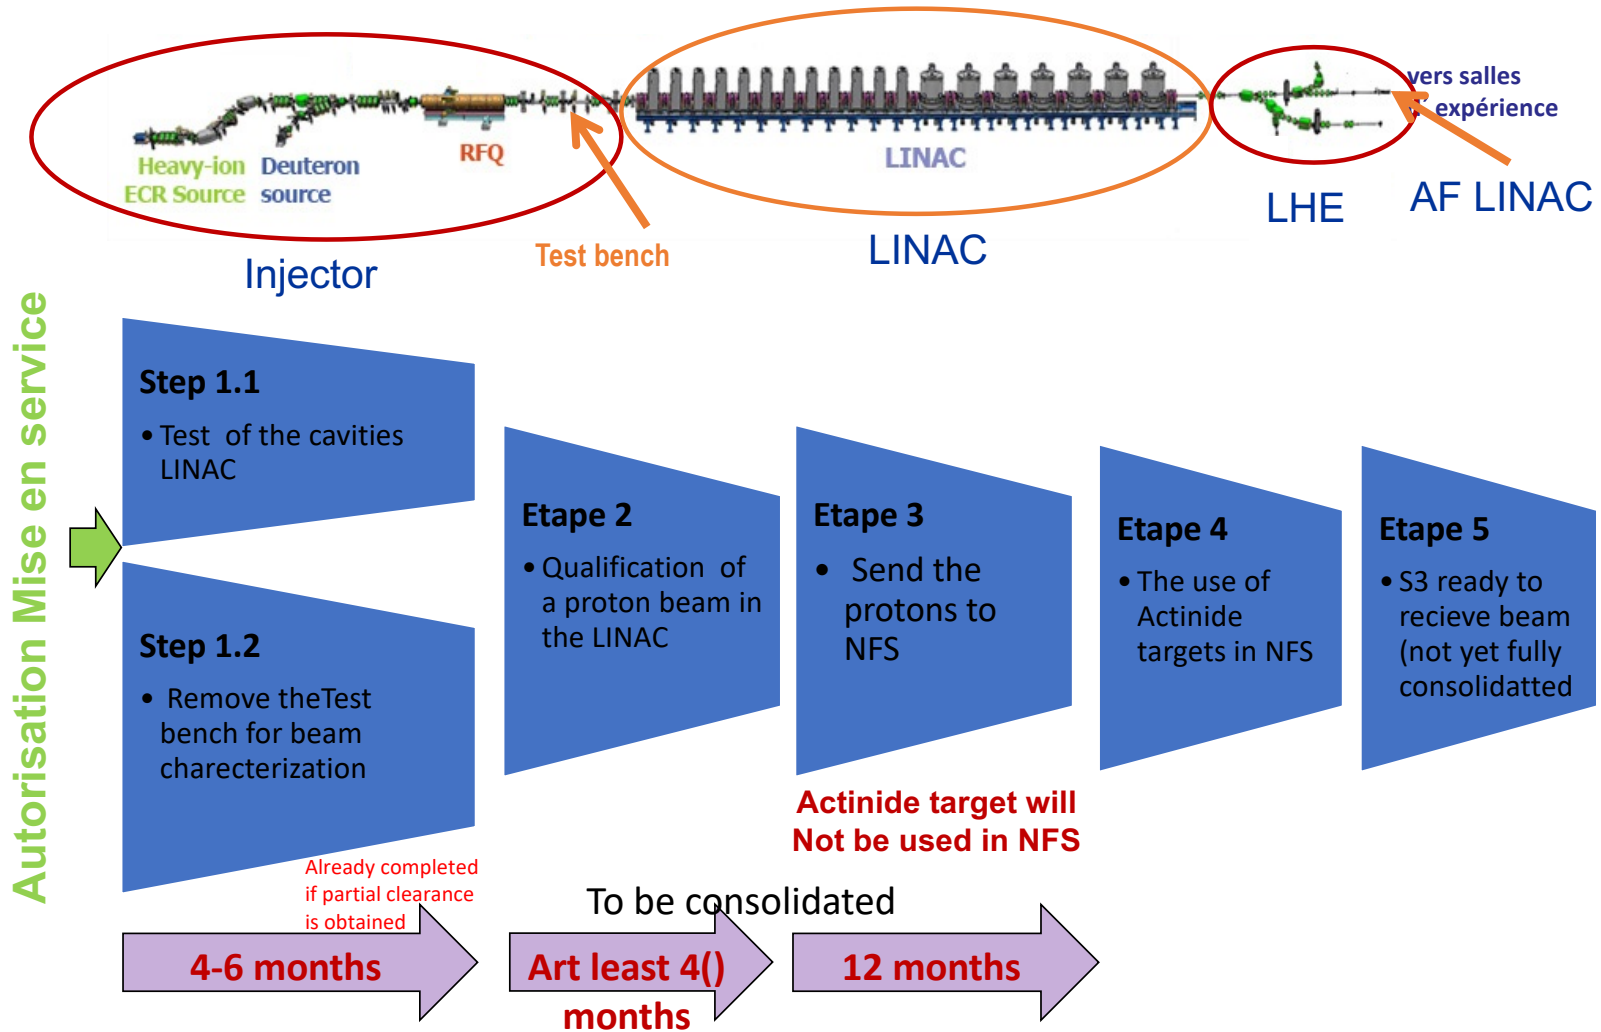 vers salles
d'expérience
Heavy-ion
ECR Source
Deuteron
source
RFQ
LINAC
Test bench
Injector
LINAC
LHE
AF LINAC
Autorisation Mise en service
Step 1.1
• Test of the cavities
LINAC
Step 1.2
• Remove theTest
bench for beam
charecterization
Already completed
if partial clearance
is obtained
Etape 2
• Qualification of
a proton beam in
the LINAC
Etape 3
• Send the
protons to
NFS
Actinide target will
Not be used in NFS
Etape 4
• The use of
Actinide
targets in NFS
Etape 5
• S3 ready to
recieve beam
(not yet fully
consolidatted
To be consolidated
4-6 months
Art least 4()
months
12 months